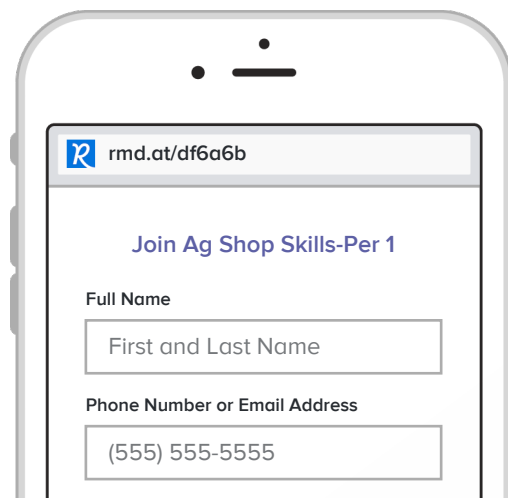 rmd.at/df6a6b
Join Ag Shop Skills-Per 1
Full Name
First and Last Name
Phone Number or Email Address
(555) 555-5555